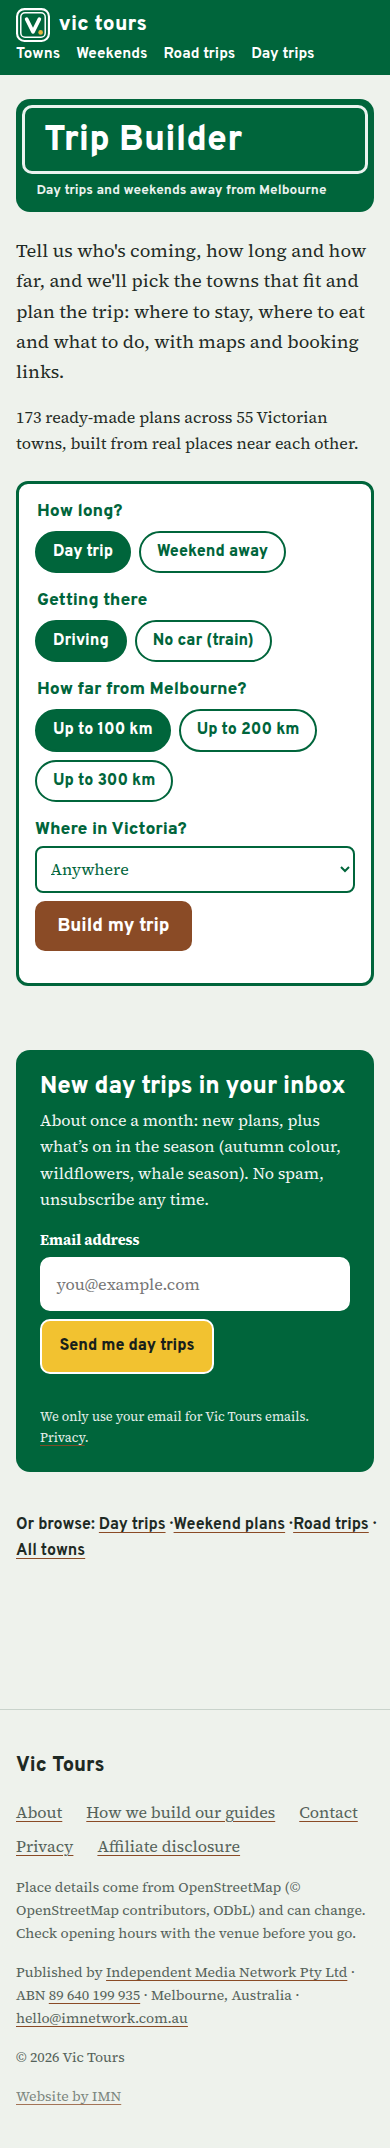 vic tours
Towns Weekends Road trips Day trips
Trip Builder
Day trips and weekends away from Melbourne
Tell us who's coming, how long and how
far, and we'll pick the towns that fit and
plan the trip: where to stay, where to eat
and what to do, with maps and booking
links.
173 ready-made plans across 55 Victorian
towns, built from real places near each other.
How long?
Day trip Weekend away
Getting there
Driving No car (train)
How far from Melbourne?
Up to 100 km Up to 200 km
Up to 300 km
Where in Victoria?
Anywhere
Build my trip
New day trips in your inbox
About once a month: new plans, plus
what’s on in the season (autumn colour,
wildflowers, whale season). No spam,
unsubscribe any time.
Email address
you@example.com
Send me day trips
We only use your email for Vic Tours emails.
Privacy.
Or browse: Day trips ·Weekend plans ·Road trips ·
All towns
Vic Tours
About How we build our guides Contact
Privacy Affiliate disclosure
Place details come from OpenStreetMap (©
OpenStreetMap contributors, ODbL) and can change.
Check opening hours with the venue before you go.
Published by Independent Media Network Pty Ltd ·
ABN 89 640 199 935 · Melbourne, Australia ·
hello@imnetwork.com.au
© 2026 Vic Tours
Website by IMN